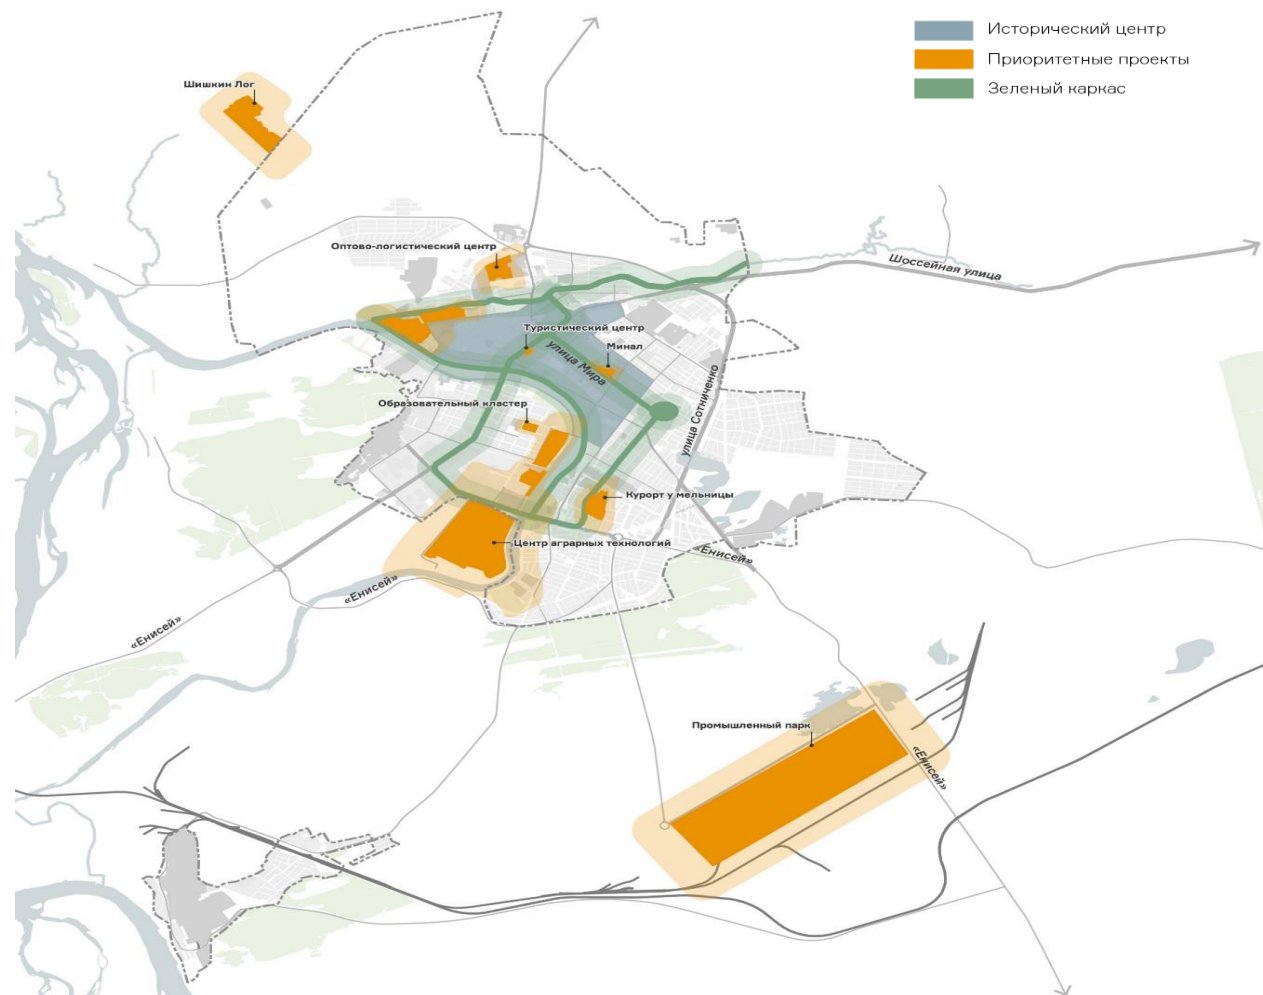 Исторический центр
Приоритетные проекты
Зеленый каркас
Шишкин Лог
Оптово-логистический центр
Шоссейная улица
Туристический центр
улица Мира
Минал
улица Сотниченко
Образовательный кластер
Курорт у мельницы
Центр аграрных технологий
«Енисей»
«Енисей»
«Енисей»
Промышленный парк
«Енисей»